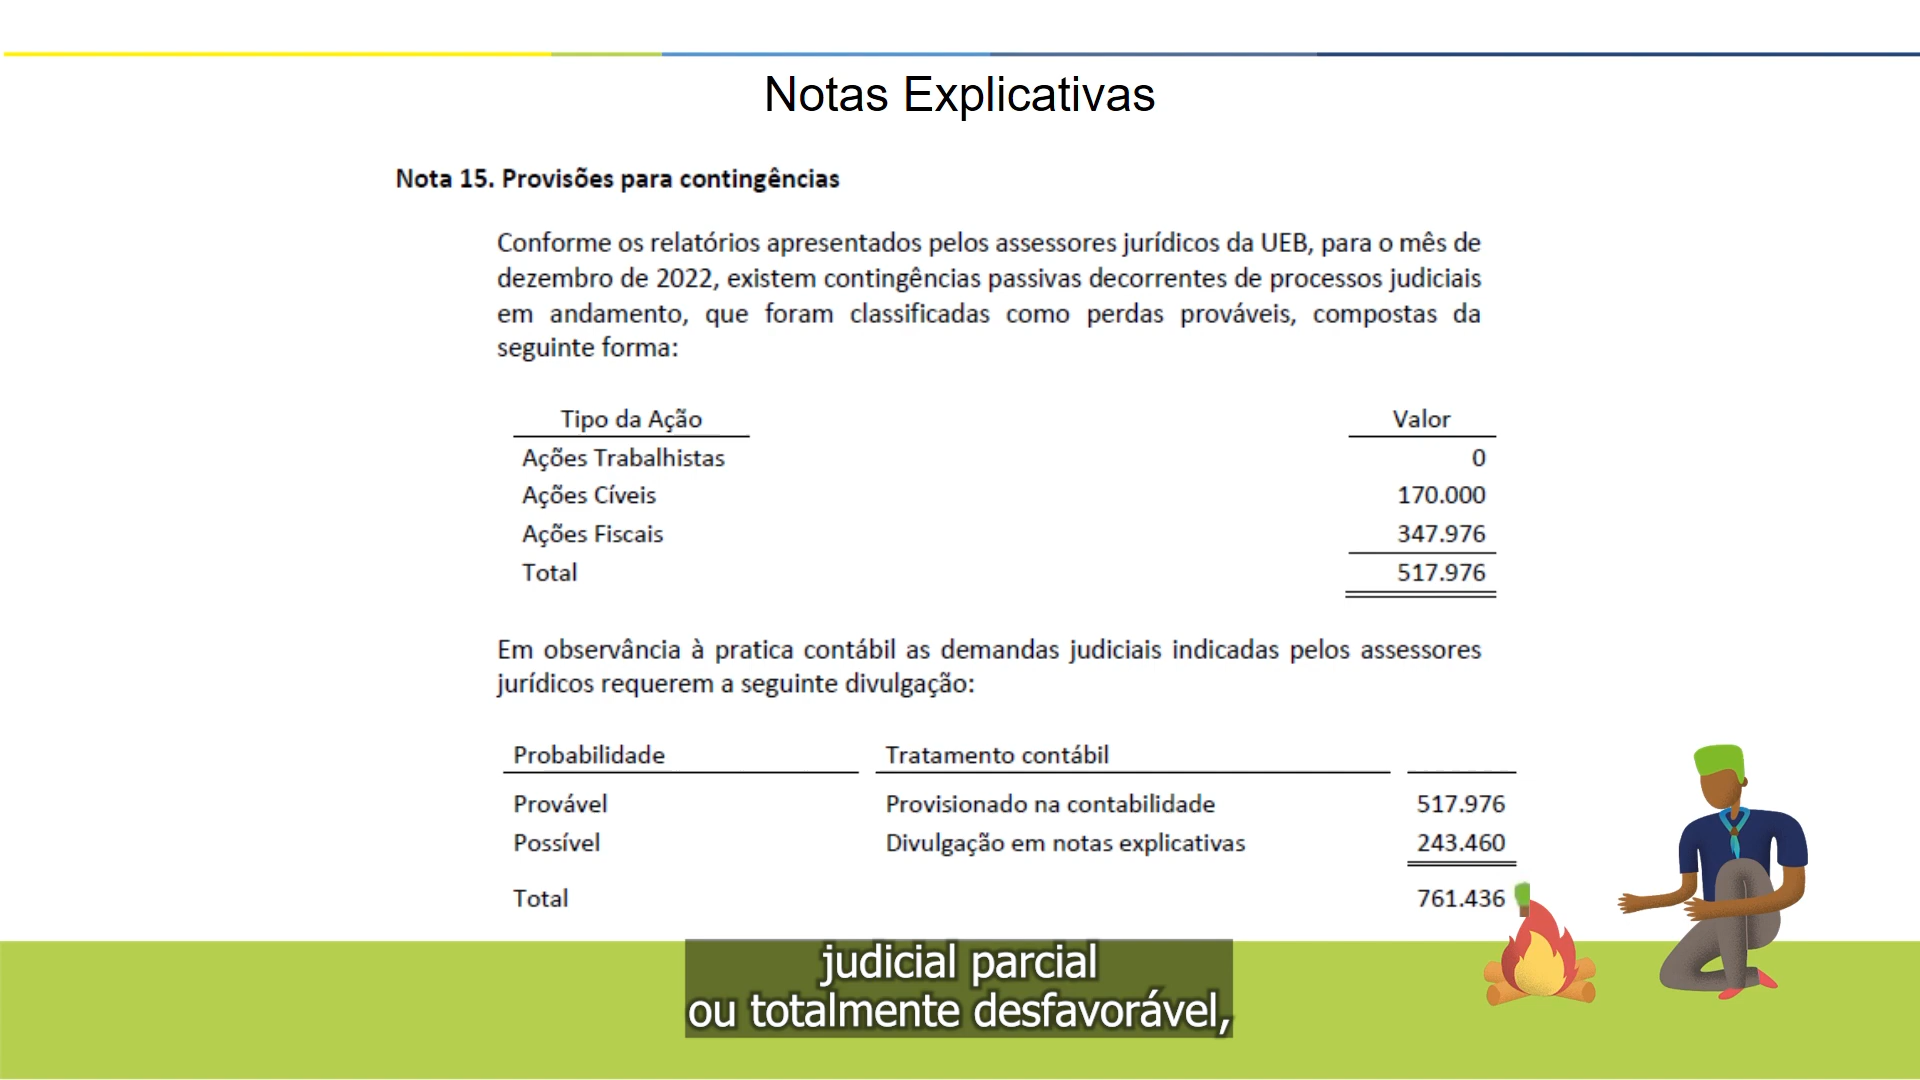 Notas Explicativas
Nota 15. Provisões para contingências
Conforme os relatórios apresentados pelos assessores jurídicos da UEB, para o mês de
dezembro de 2022, existem contingências passivas decorrentes de processos judiciais
em andamento, que foram classificadas como perdas prováveis, compostas da
seguinte forma:
Tipo da Ação Valor
Ações Trabalhistas 0
Ações Cíveis 170.000
Ações Fiscais 347.976
Total 517.976
Em observância à pratica contábil as demandas judiciais indicadas pelos assessores
jurídicos requerem a seguinte divulgação:
Probabilidade Tratamento contábil
Provável Provisionado na contabilidade 517.976
Possível Divulgação em notas explicativas 243.460
Total 761.436
judicial parcial
ou totalmente desfavorável,